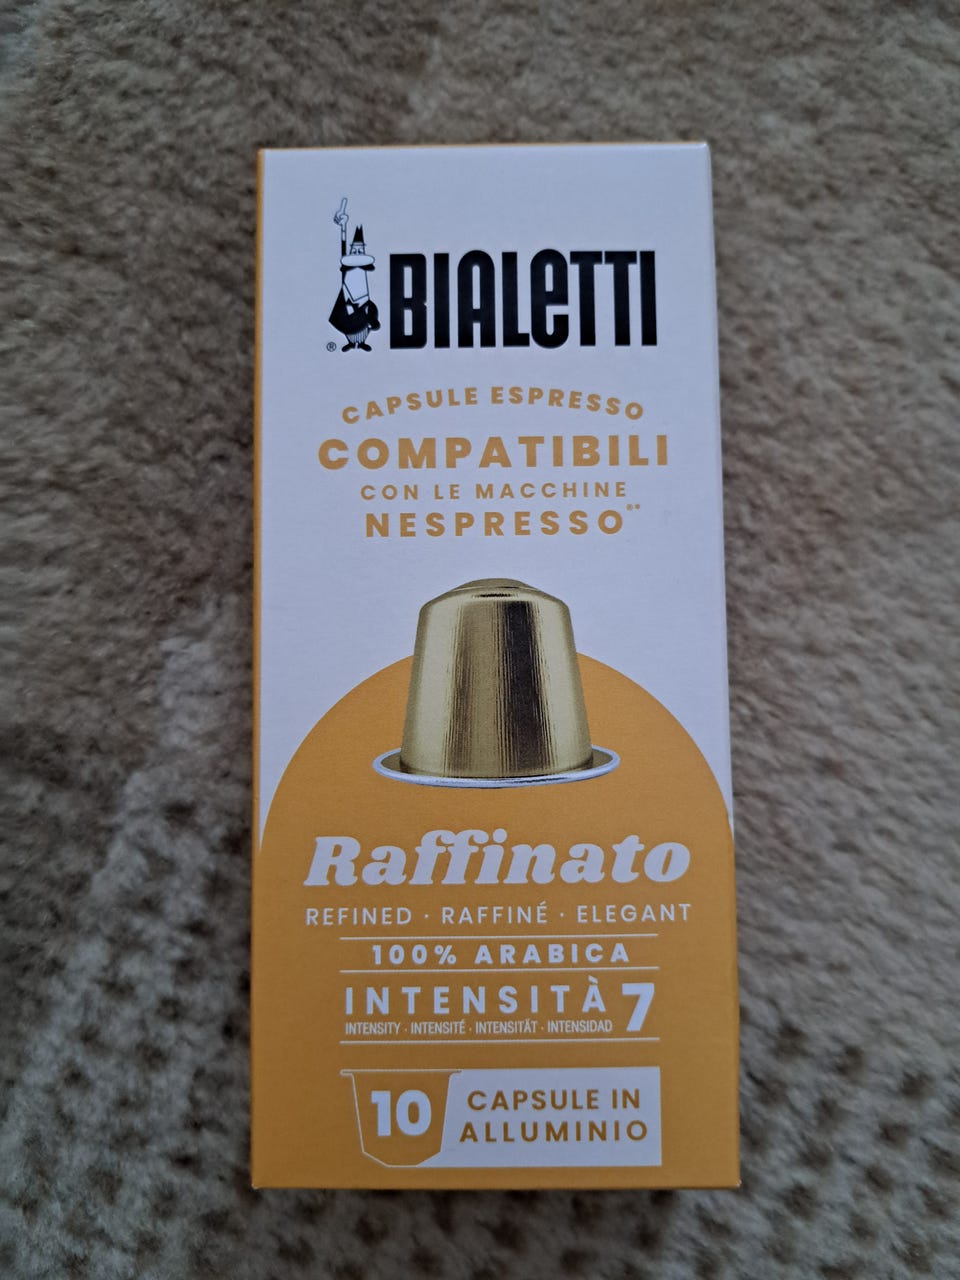 BIALETTI
®
CAPSULE ESPRESSO
COMPATIBILI
CON LE MACCHINE
NESPRESSO®*
Raffinato
REFINED · RAFFINÉ · ELEGANT
100% ARABICA
INTENSITÀ 7
INTENSITY · INTENSITÉ · INTENSITÄT · INTENSIDAD
10 CAPSULE IN
ALLUMINIO